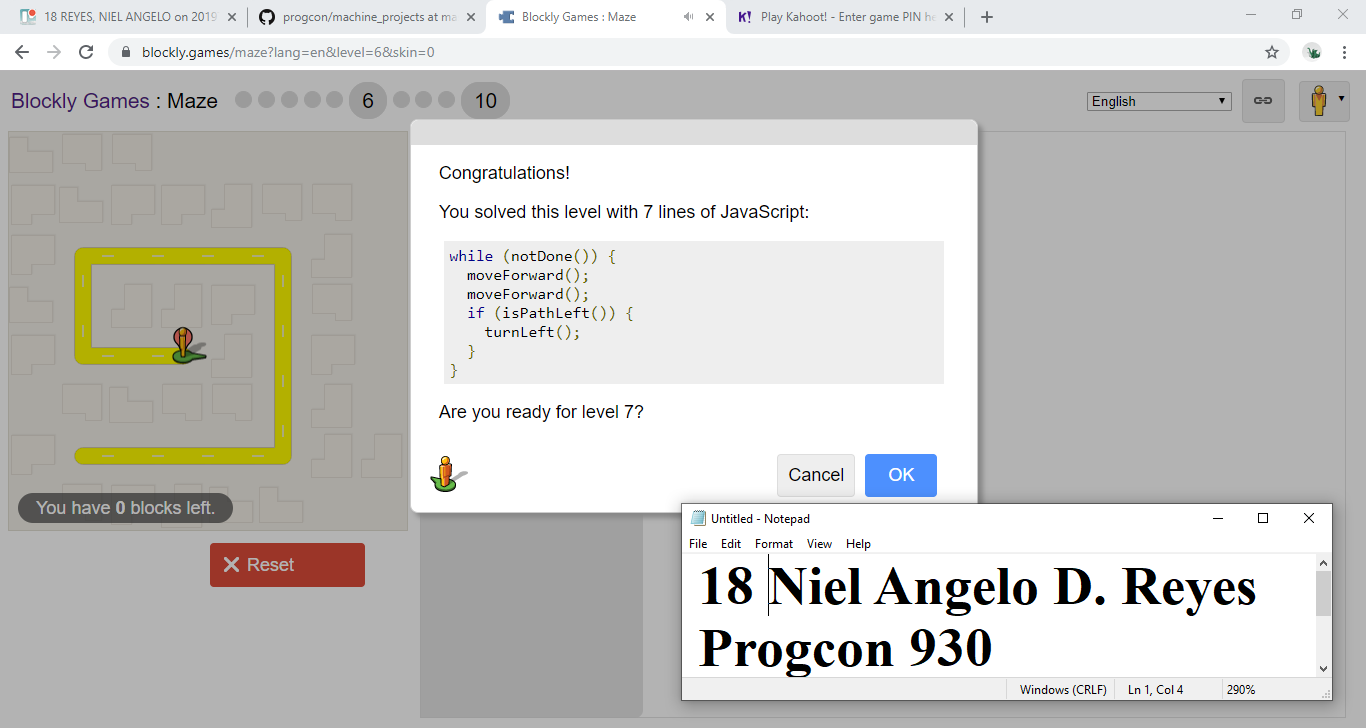 18 REYES, NIEL ANGELO on 2019
progcon/machine_projects at ma
Blockly Games : Maze
K! Play Kahoot! - Enter game PIN he
blockly.games/maze?lang=en&level=6&skin=0
Blockly Games : Maze 6 10
English
Congratulations!
You solved this level with 7 lines of JavaScript:
while (notDone()) {
  moveForward();
  moveForward();
  if (isPathLeft()) {
    turnLeft();
  }
}
Are you ready for level 7?
Cancel OK
You have 0 blocks left.
Reset
Untitled - Notepad
File Edit Format View Help
18 Niel Angelo D. Reyes
Progcon 930
Windows (CRLF) Ln 1, Col 4 290%